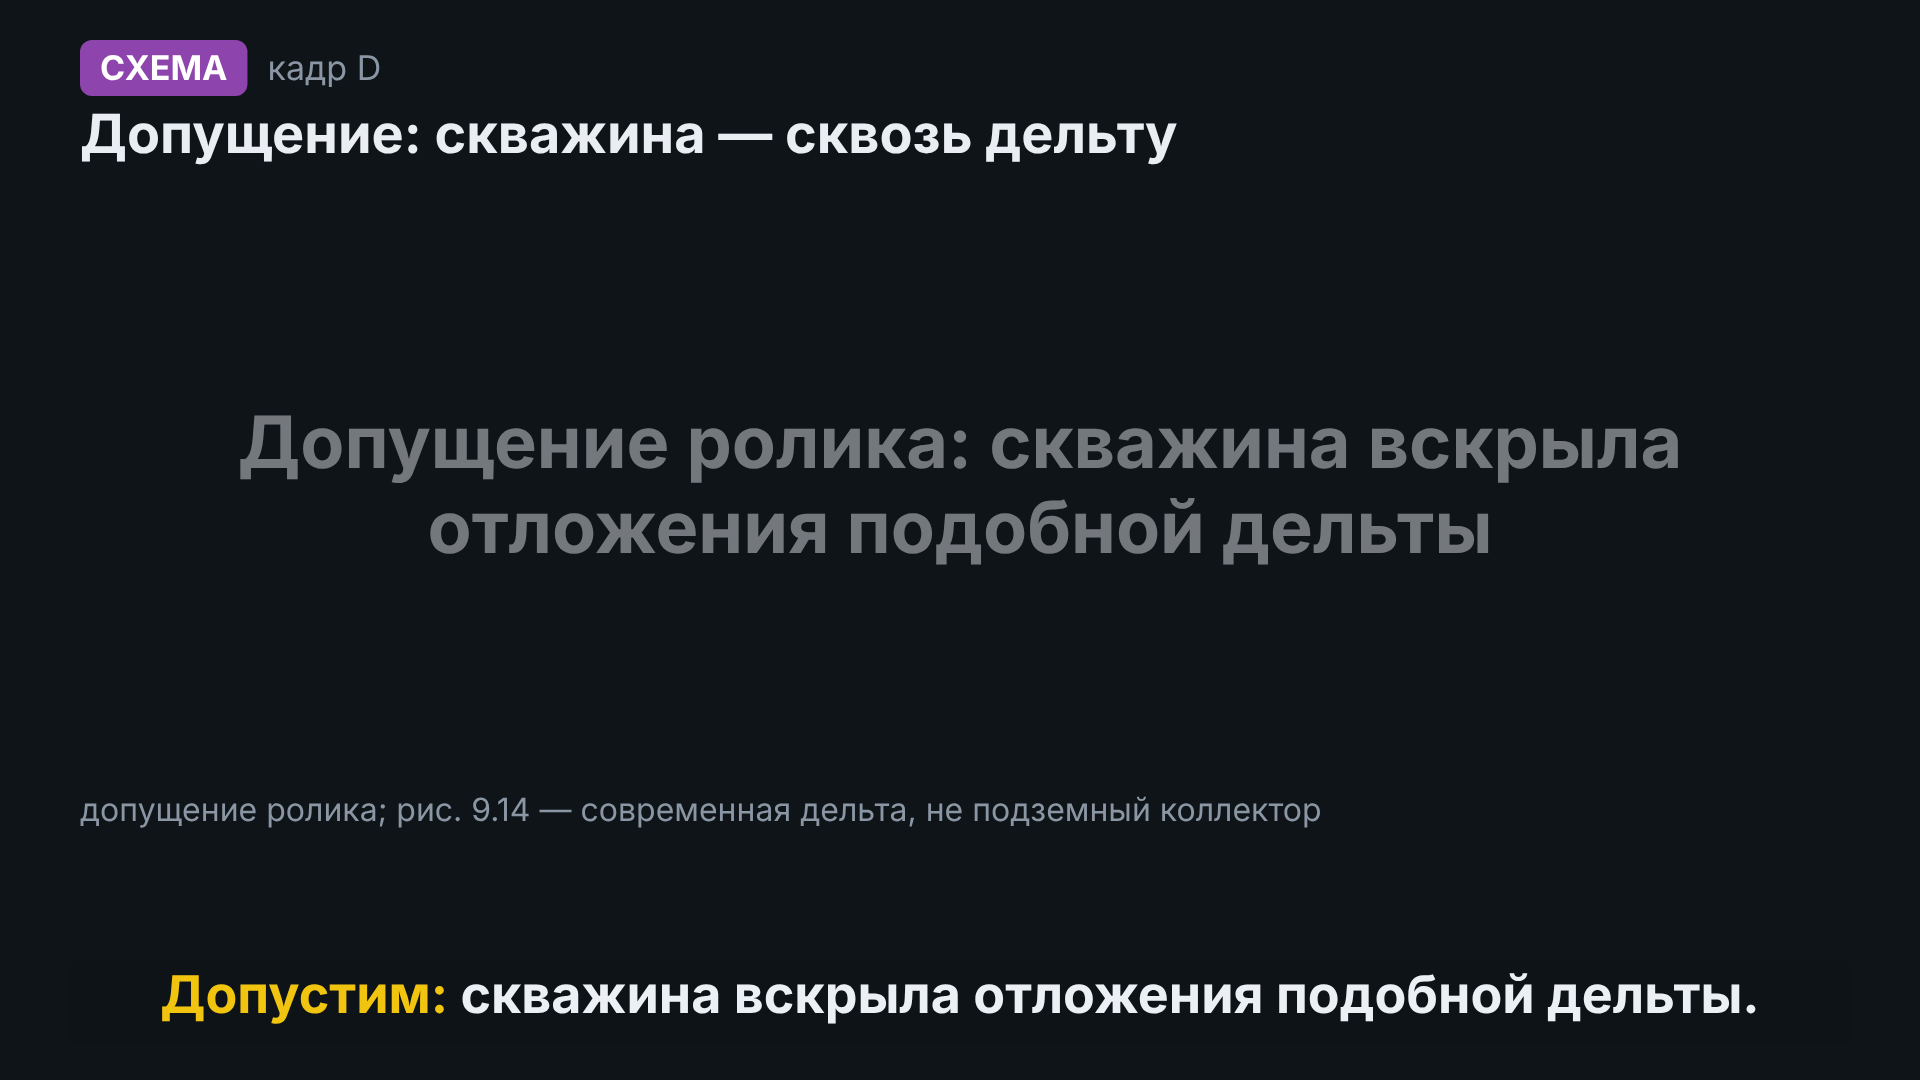 СХЕМА кадр D
Допущение: скважина — сквозь дельту
Допущение ролика: скважина вскрыла
отложения подобной дельты
допущение ролика; рис. 9.14 — современная дельта, не подземный коллектор
Допустим: скважина вскрыла отложения подобной дельты.